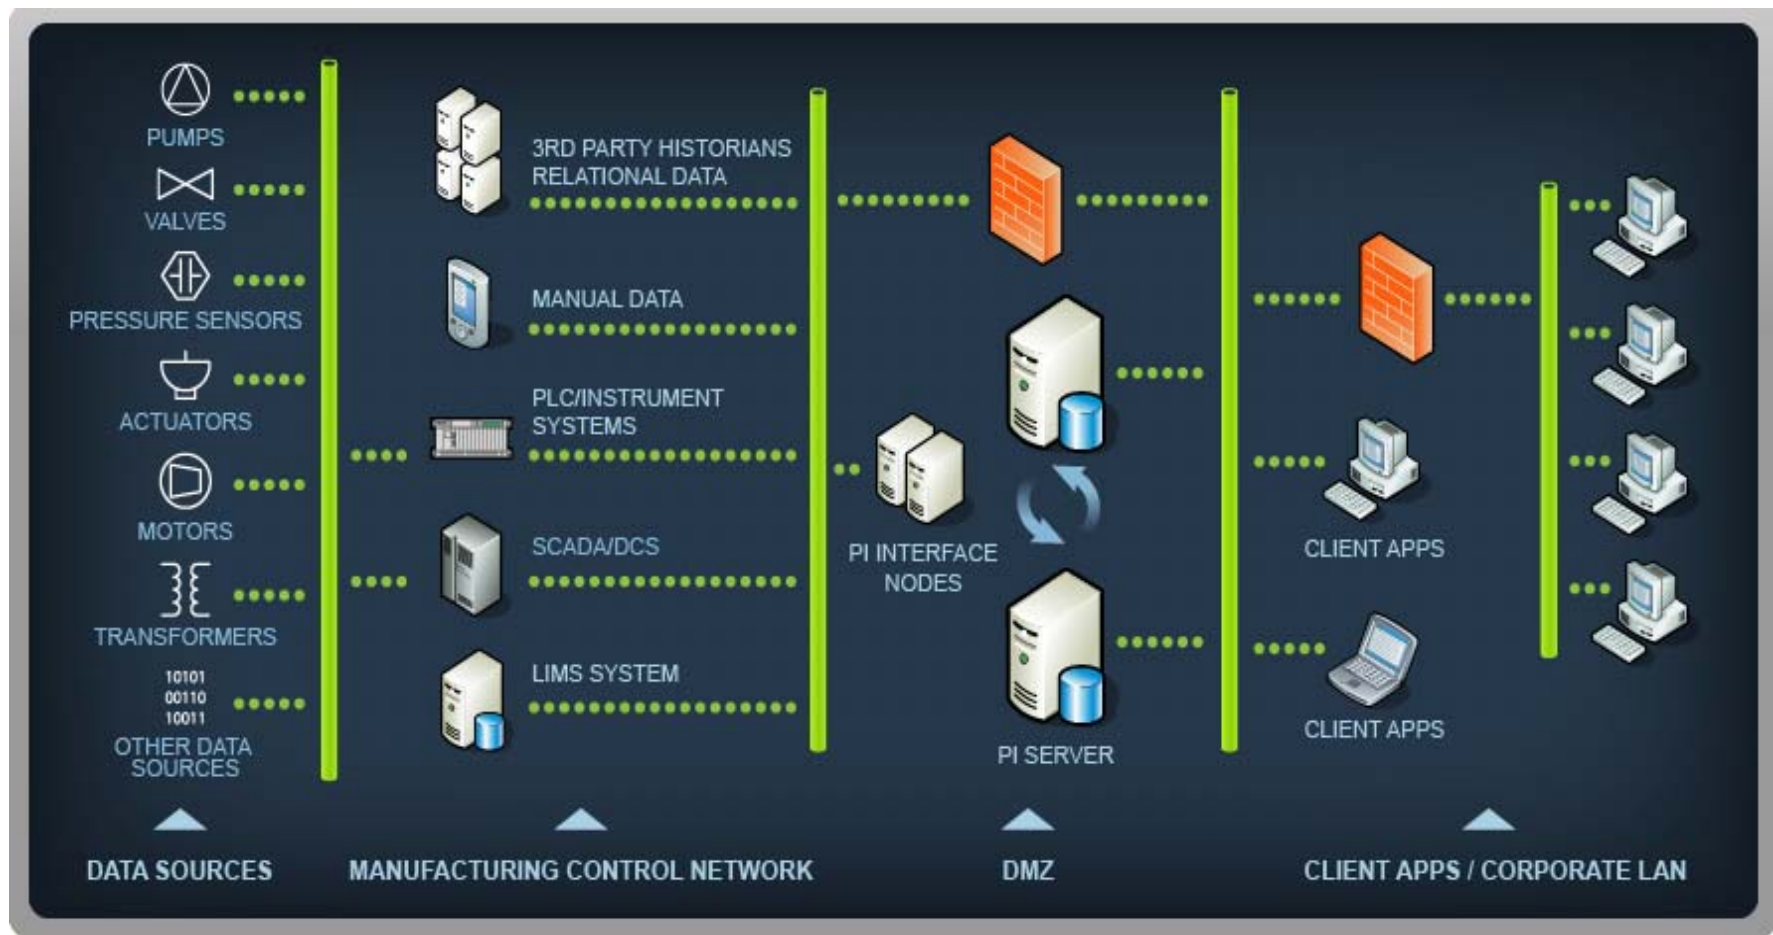 PUMPS
VALVES
PRESSURE SENSORS
ACTUATORS
MOTORS
TRANSFORMERS
10101
00110
10011
OTHER DATA
SOURCES
3RD PARTY HISTORIANS
RELATIONAL DATA
MANUAL DATA
PLC/INSTRUMENT
SYSTEMS
SCADA/DCS
LIMS SYSTEM
PI INTERFACE
NODES
PI SERVER
CLIENT APPS
CLIENT APPS
DATA SOURCES
MANUFACTURING CONTROL NETWORK
DMZ
CLIENT APPS / CORPORATE LAN